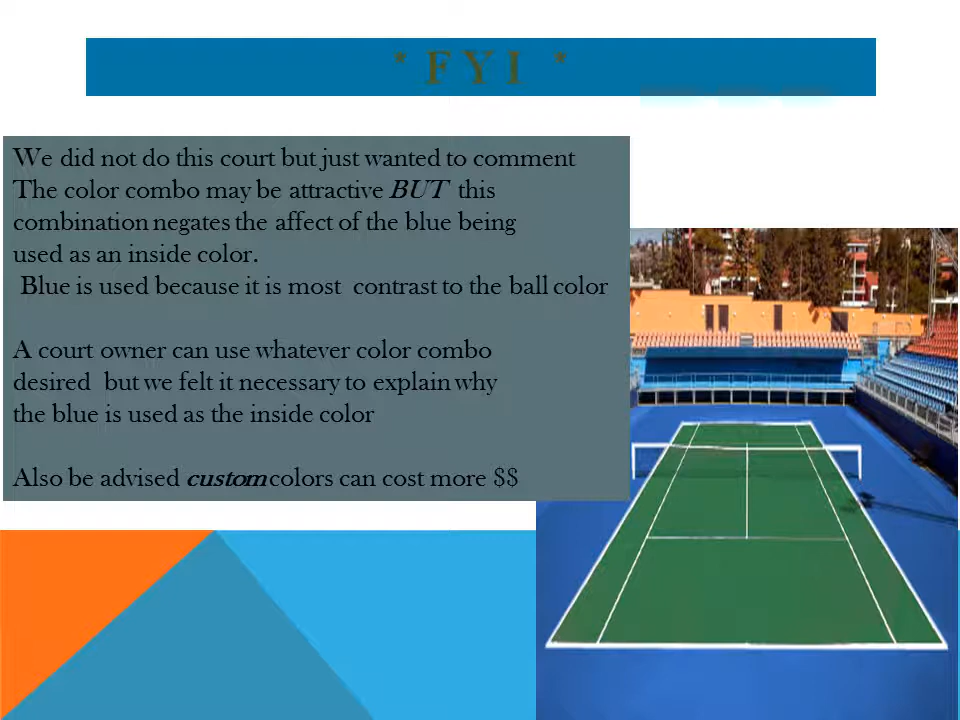 * F Y I *
We did not do this court but just wanted to comment
The color combo may be attractive BUT this
combination negates the affect of the blue being
used as an inside color.
Blue is used because it is most contrast to the ball color
A court owner can use whatever color combo
desired but we felt it necessary to explain why
the blue is used as the inside color
Also be advised custom colors can cost more $$